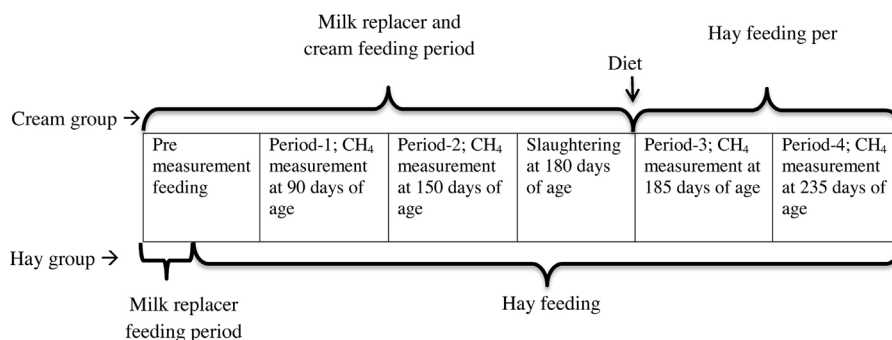 Milk replacer and
cream feeding period
Hay feeding per
Diet
Cream group →
Pre
measurement
feeding
Period-1; CH₄
measurement
at 90 days of
age
Period-2; CH₄
measurement
at 150 days of
age
Slaughtering
at 180 days
of age
Period-3; CH₄
measurement at
185 days of age
Period-4; CH₄
measurement
at 235 days of
age
Hay group →
Milk replacer
feeding period
Hay feeding